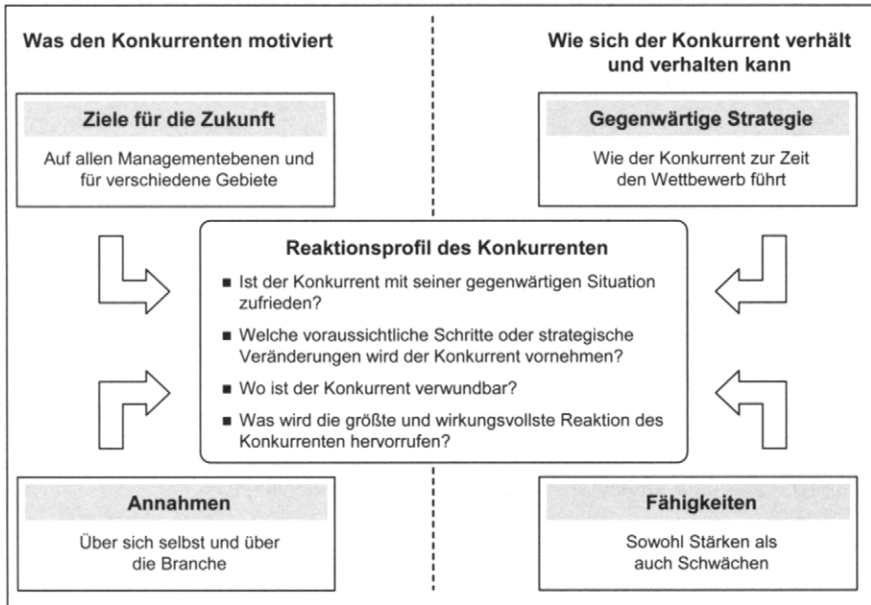 Was den Konkurrenten motiviert
Wie sich der Konkurrent verhält
und verhalten kann
Ziele für die Zukunft
Auf allen Managementebenen und
für verschiedene Gebiete
Gegenwärtige Strategie
Wie der Konkurrent zur Zeit
den Wettbewerb führt
Reaktionsprofil des Konkurrenten
■ Ist der Konkurrent mit seiner gegenwärtigen Situation
zufrieden?
■ Welche voraussichtliche Schritte oder strategische
Veränderungen wird der Konkurrent vornehmen?
■ Wo ist der Konkurrent verwundbar?
■ Was wird die größte und wirkungsvollste Reaktion des
Konkurrenten hervorrufen?
Annahmen
Über sich selbst und über
die Branche
Fähigkeiten
Sowohl Stärken als
auch Schwächen